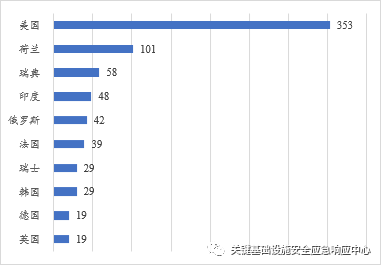 美国 353
荷兰 101
瑞典 58
印度 48
俄罗斯 42
法国 39
瑞士 29
韩国 29
德国 19
英国 19
关键基础设施安全应急响应中心